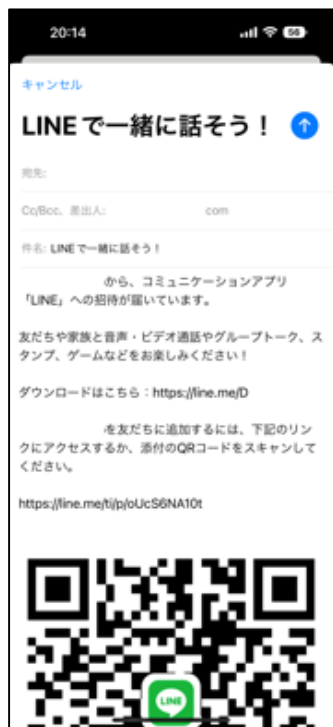 20:14
56
キャンセル
LINEで一緒に話そう！
宛先:
Cc/Bcc、差出人: com
件名: LINEで一緒に話そう！
から、コミュニケーションアプリ
「LINE」への招待が届いています。
友だちや家族と音声・ビデオ通話やグループトーク、ス
タンプ、ゲームなどをお楽しみください！
ダウンロードはこちら：https://line.me/D
を友だちに追加するには、下記のリン
クにアクセスするか、添付のQRコードをスキャンして
ください。
https://line.me/ti/p/oUcS6NA10t
LINE